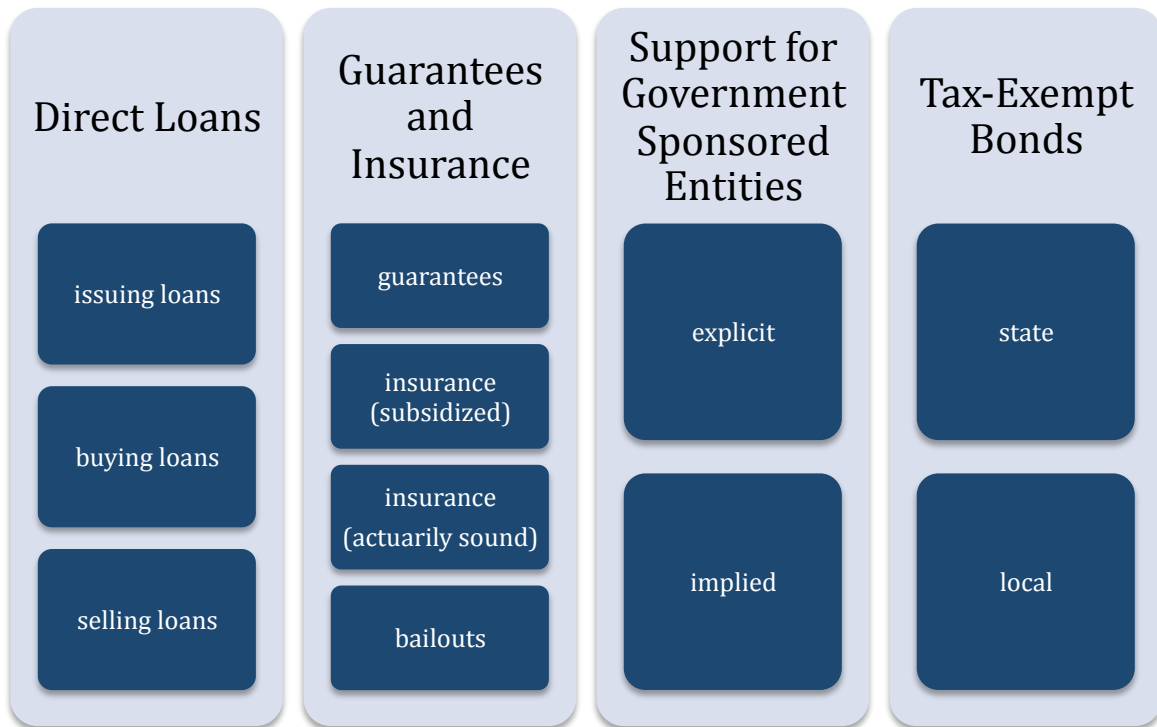 Direct Loans
issuing loans
buying loans
selling loans
Guarantees
and
Insurance
guarantees
insurance
(subsidized)
insurance
(actuarily sound)
bailouts
Support for
Government
Sponsored
Entities
explicit
implied
Tax-Exempt
Bonds
state
local